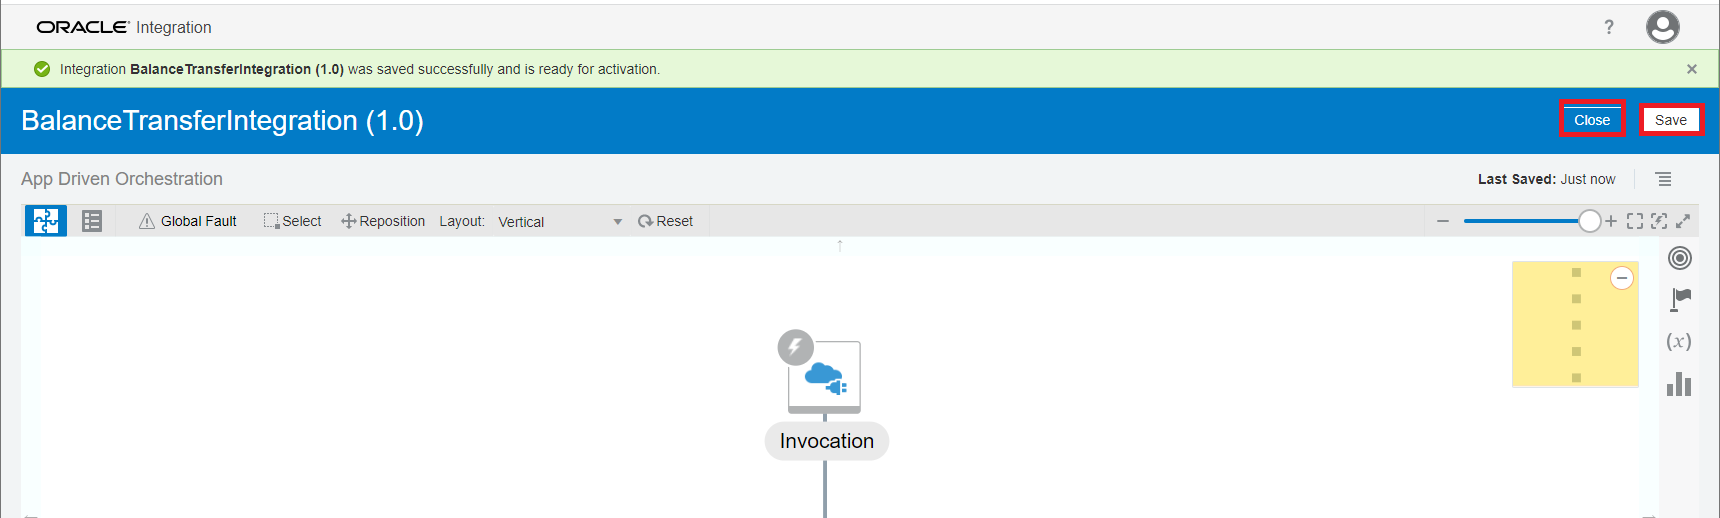 ORACLE Integration
?
Integration BalanceTransferIntegration (1.0) was saved successfully and is ready for activation.
BalanceTransferIntegration (1.0)
Close
Save
App Driven Orchestration
Last Saved: Just now
Global Fault
Select
Reposition
Layout:
Vertical
Reset
(x)
Invocation